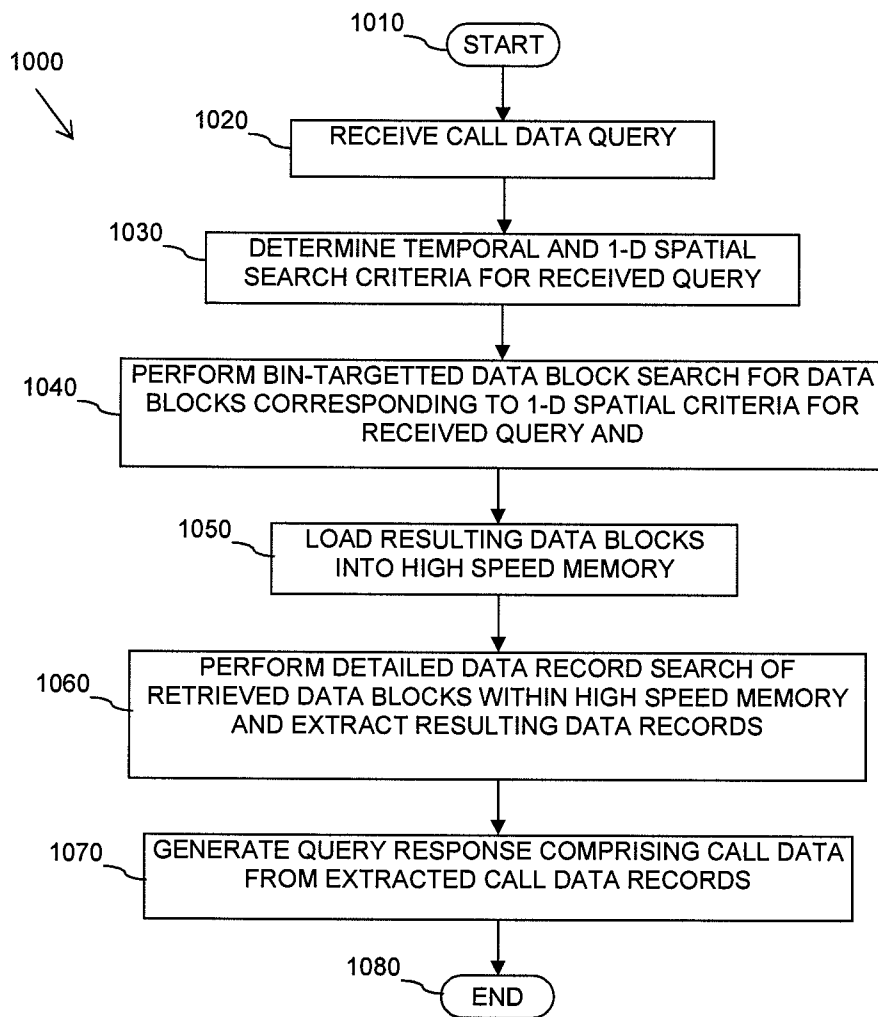 1010
START
1000
1020
RECEIVE CALL DATA QUERY
1030
DETERMINE TEMPORAL AND 1-D SPATIAL
SEARCH CRITERIA FOR RECEIVED QUERY
1040
PERFORM BIN-TARGETTED DATA BLOCK SEARCH FOR DATA
BLOCKS CORRESPONDING TO 1-D SPATIAL CRITERIA FOR
RECEIVED QUERY AND
1050
LOAD RESULTING DATA BLOCKS
INTO HIGH SPEED MEMORY
1060
PERFORM DETAILED DATA RECORD SEARCH OF
RETRIEVED DATA BLOCKS WITHIN HIGH SPEED MEMORY
AND EXTRACT RESULTING DATA RECORDS
1070
GENERATE QUERY RESPONSE COMPRISING CALL DATA
FROM EXTRACTED CALL DATA RECORDS
1080
END